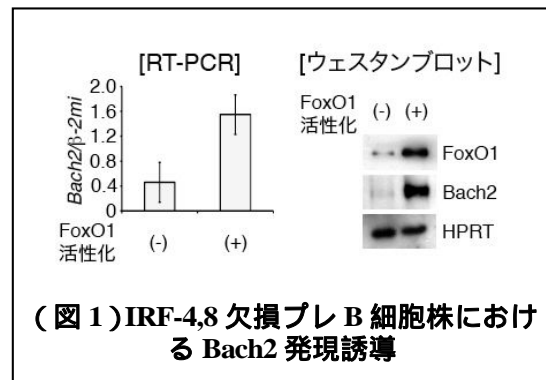 [RT-PCR]
[ウェスタンブロット]
Bach2/β-2mi
2.0
1.6
1.2
0.8
0.4
0
FoxO1
活性化
(-)
(+)
FoxO1
活性化
(-)
(+)
FoxO1
Bach2
HPRT
(図1)IRF-4,8 欠損プレ B 細胞株におけ
る Bach2 発現誘導